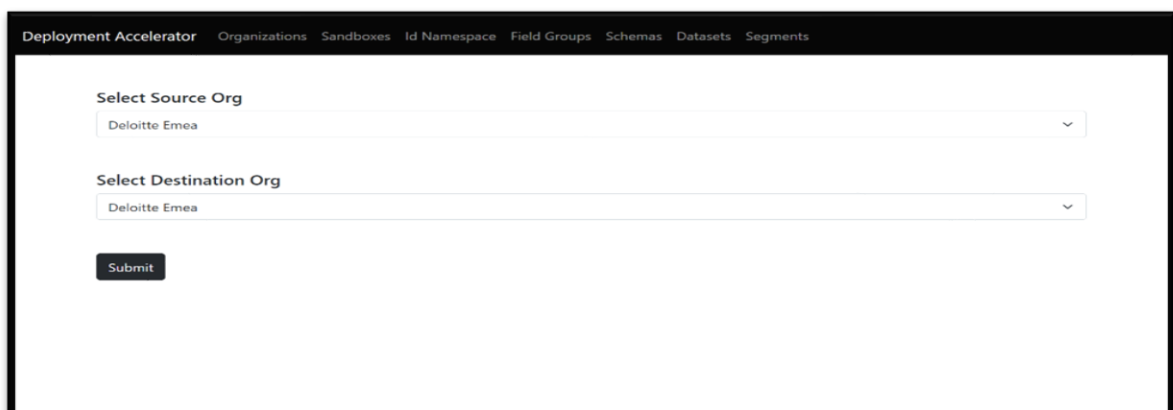 Deployment Accelerator Organizations Sandboxes Id Namespace Field Groups Schemas Datasets Segments
Select Source Org
Deloitte Emea
Select Destination Org
Deloitte Emea
Submit